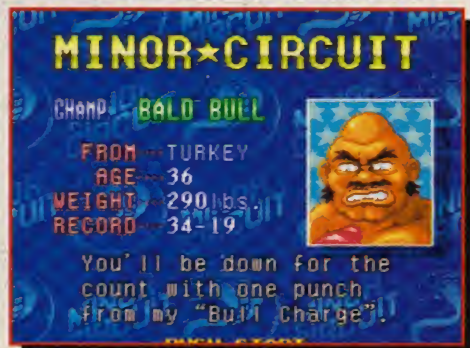 MINOR★CIRCUIT
CHAMP. BALD BULL
FROM TURKEY
AGE 36
WEIGHT 290 lbs.
RECORD 34-19
You'll be down for the
count with one punch
from my "Bull Charge".